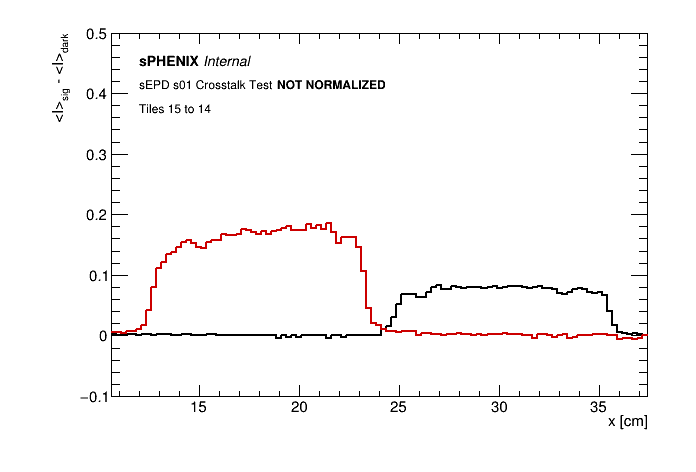 0.5
0.4
0.3
0.2
0.1
0
−0.1
<I>sig - <I>dark
sPHENIX Internal
sEPD s01 Crosstalk Test NOT NORMALIZED
Tiles 15 to 14
15 20 25 30 35
x [cm]